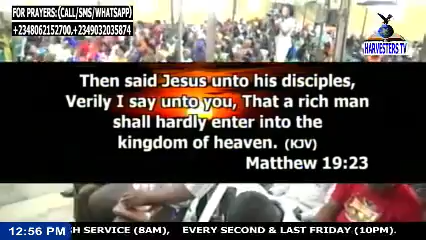 FOR PRAYERS:(CALL/SMS/WHATSAPP)
+2348062152700,+2349032035874
HARVESTERS TV
Then said Jesus unto his disciples,
Verily I say unto you, That a rich man
shall hardly enter into the
kingdom of heaven. (KJV)
Matthew 19:23
12:56 PM
SH SERVICE (8AM), EVERY SECOND & LAST FRIDAY (10PM).